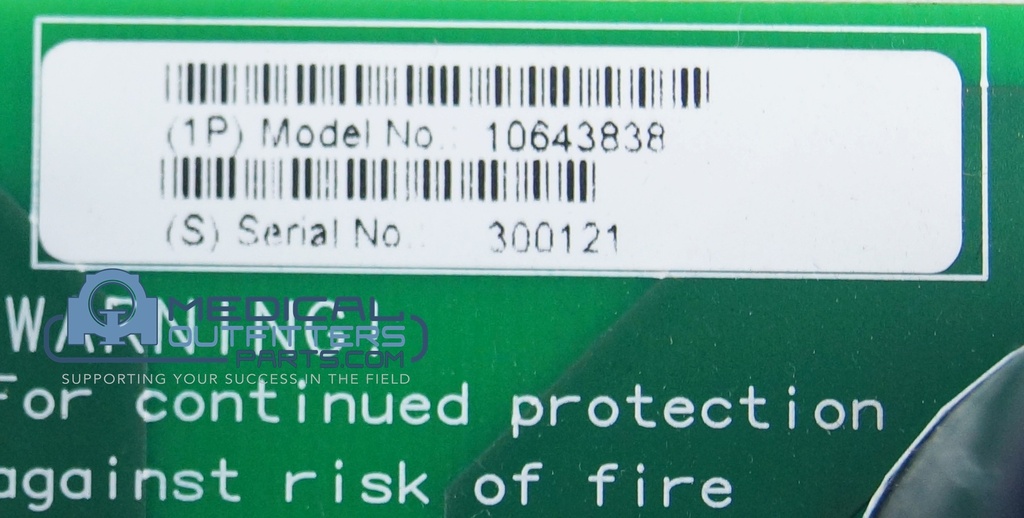 (1P) Model No.: 10643838
(S) Serial No.: 300121
WARNING!
MEDICAL
OUTFITTERS
PARTS.COM
SUPPORTING YOUR SUCCESS IN THE FIELD
For continued protection
against risk of fire